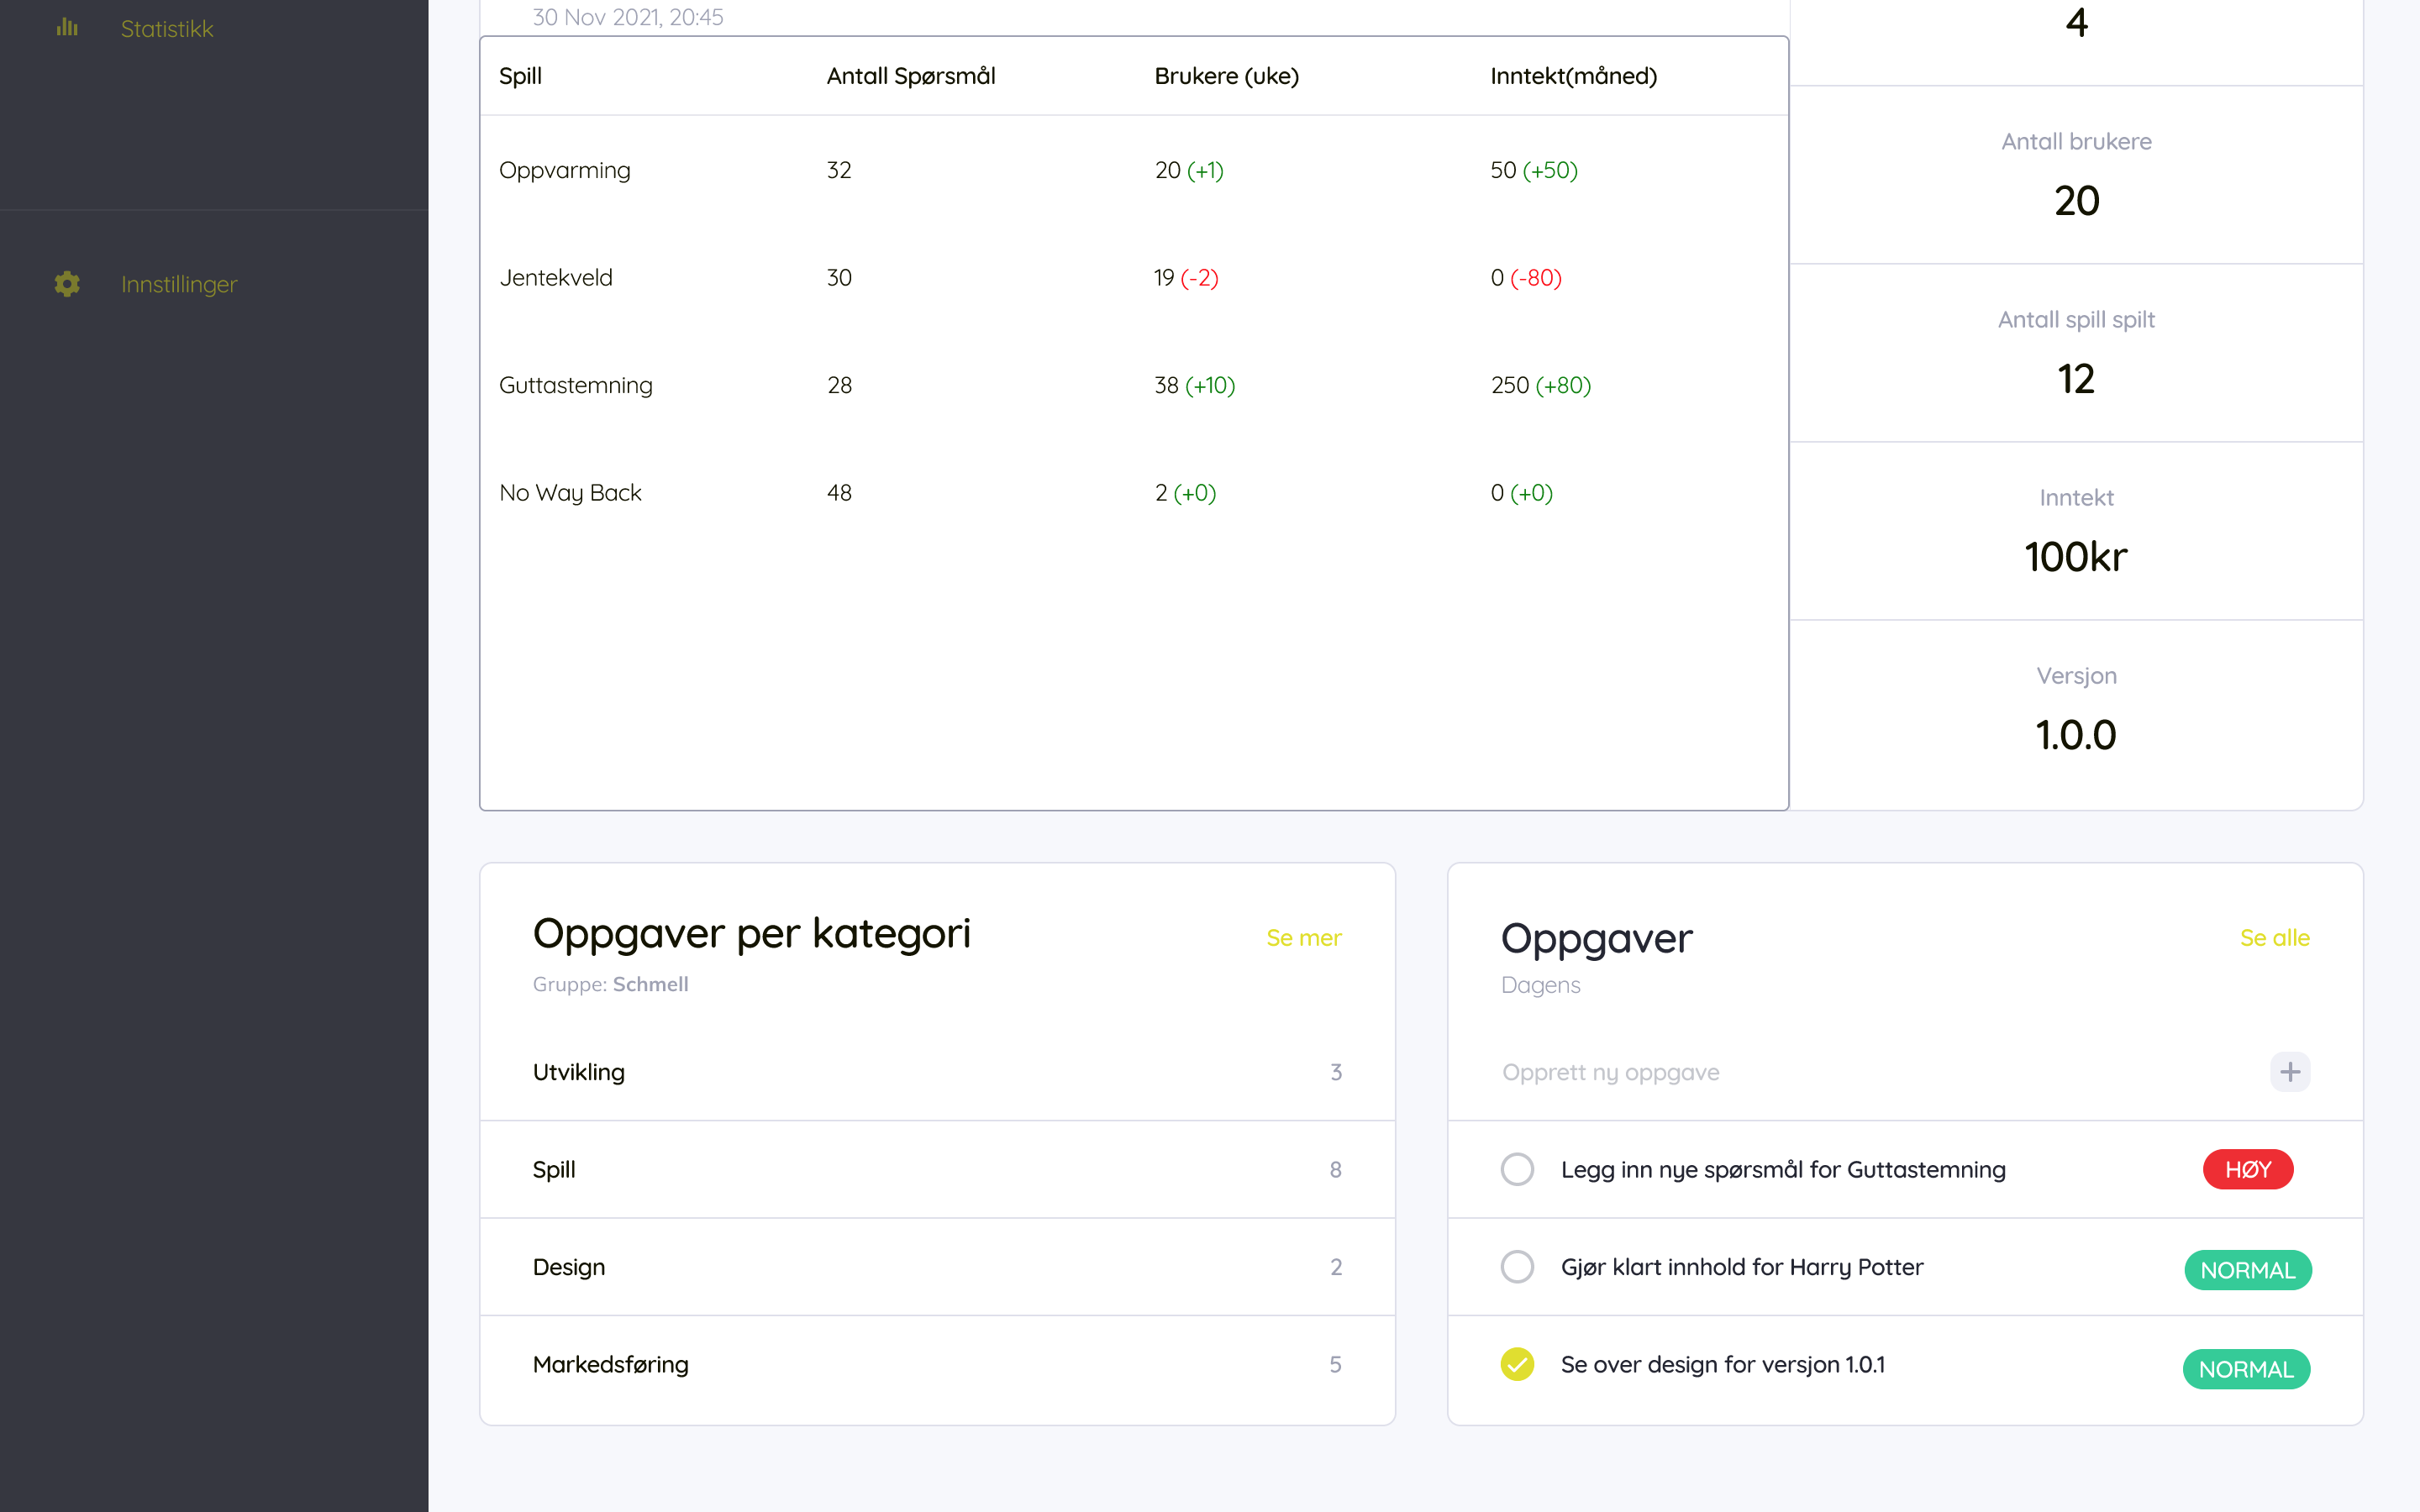 Statistikk
Innstillinger
30 Nov 2021, 20:45
Spill Antall Spørsmål Brukere (uke) Inntekt(måned)
Oppvarming 32 20 (+1) 50 (+50)
Jentekveld 30 19 (-2) 0 (-80)
Guttastemning 28 38 (+10) 250 (+80)
No Way Back 48 2 (+0) 0 (+0)
4
Antall brukere
20
Antall spill spilt
12
Inntekt
100kr
Versjon
1.0.0
Oppgaver per kategori Se mer
Gruppe: Schmell
Utvikling 3
Spill 8
Design 2
Markedsføring 5
Oppgaver Se alle
Dagens
Opprett ny oppgave
Legg inn nye spørsmål for Guttastemning HØY
Gjør klart innhold for Harry Potter NORMAL
Se over design for versjon 1.0.1 NORMAL